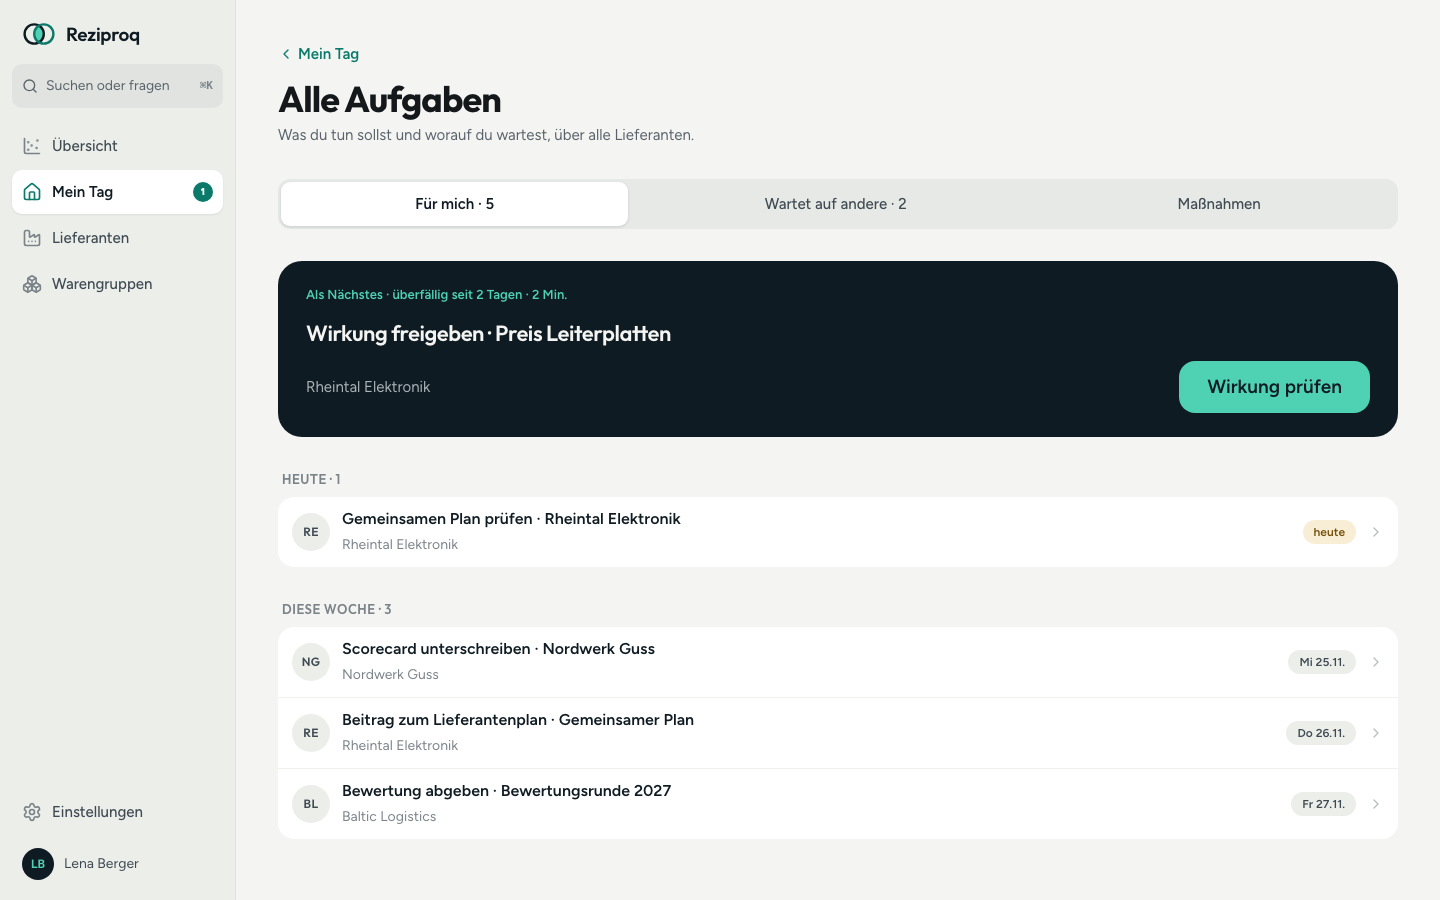 Reziproq
Suchen oder fragen ⌘K
Übersicht
Mein Tag 1
Lieferanten
Warengruppen
Einstellungen
LB Lena Berger
Mein Tag
Alle Aufgaben
Was du tun sollst und worauf du wartest, über alle Lieferanten.
Für mich · 5 Wartet auf andere · 2 Maßnahmen
Als Nächstes · überfällig seit 2 Tagen · 2 Min.
Wirkung freigeben · Preis Leiterplatten
Rheintal Elektronik Wirkung prüfen
HEUTE · 1
RE Gemeinsamen Plan prüfen · Rheintal Elektronik
Rheintal Elektronik
heute
DIESE WOCHE · 3
NG Scorecard unterschreiben · Nordwerk Guss
Nordwerk Guss
Mi 25.11.
RE Beitrag zum Lieferantenplan · Gemeinsamer Plan
Rheintal Elektronik
Do 26.11.
BL Bewertung abgeben · Bewertungsrunde 2027
Baltic Logistics
Fr 27.11.